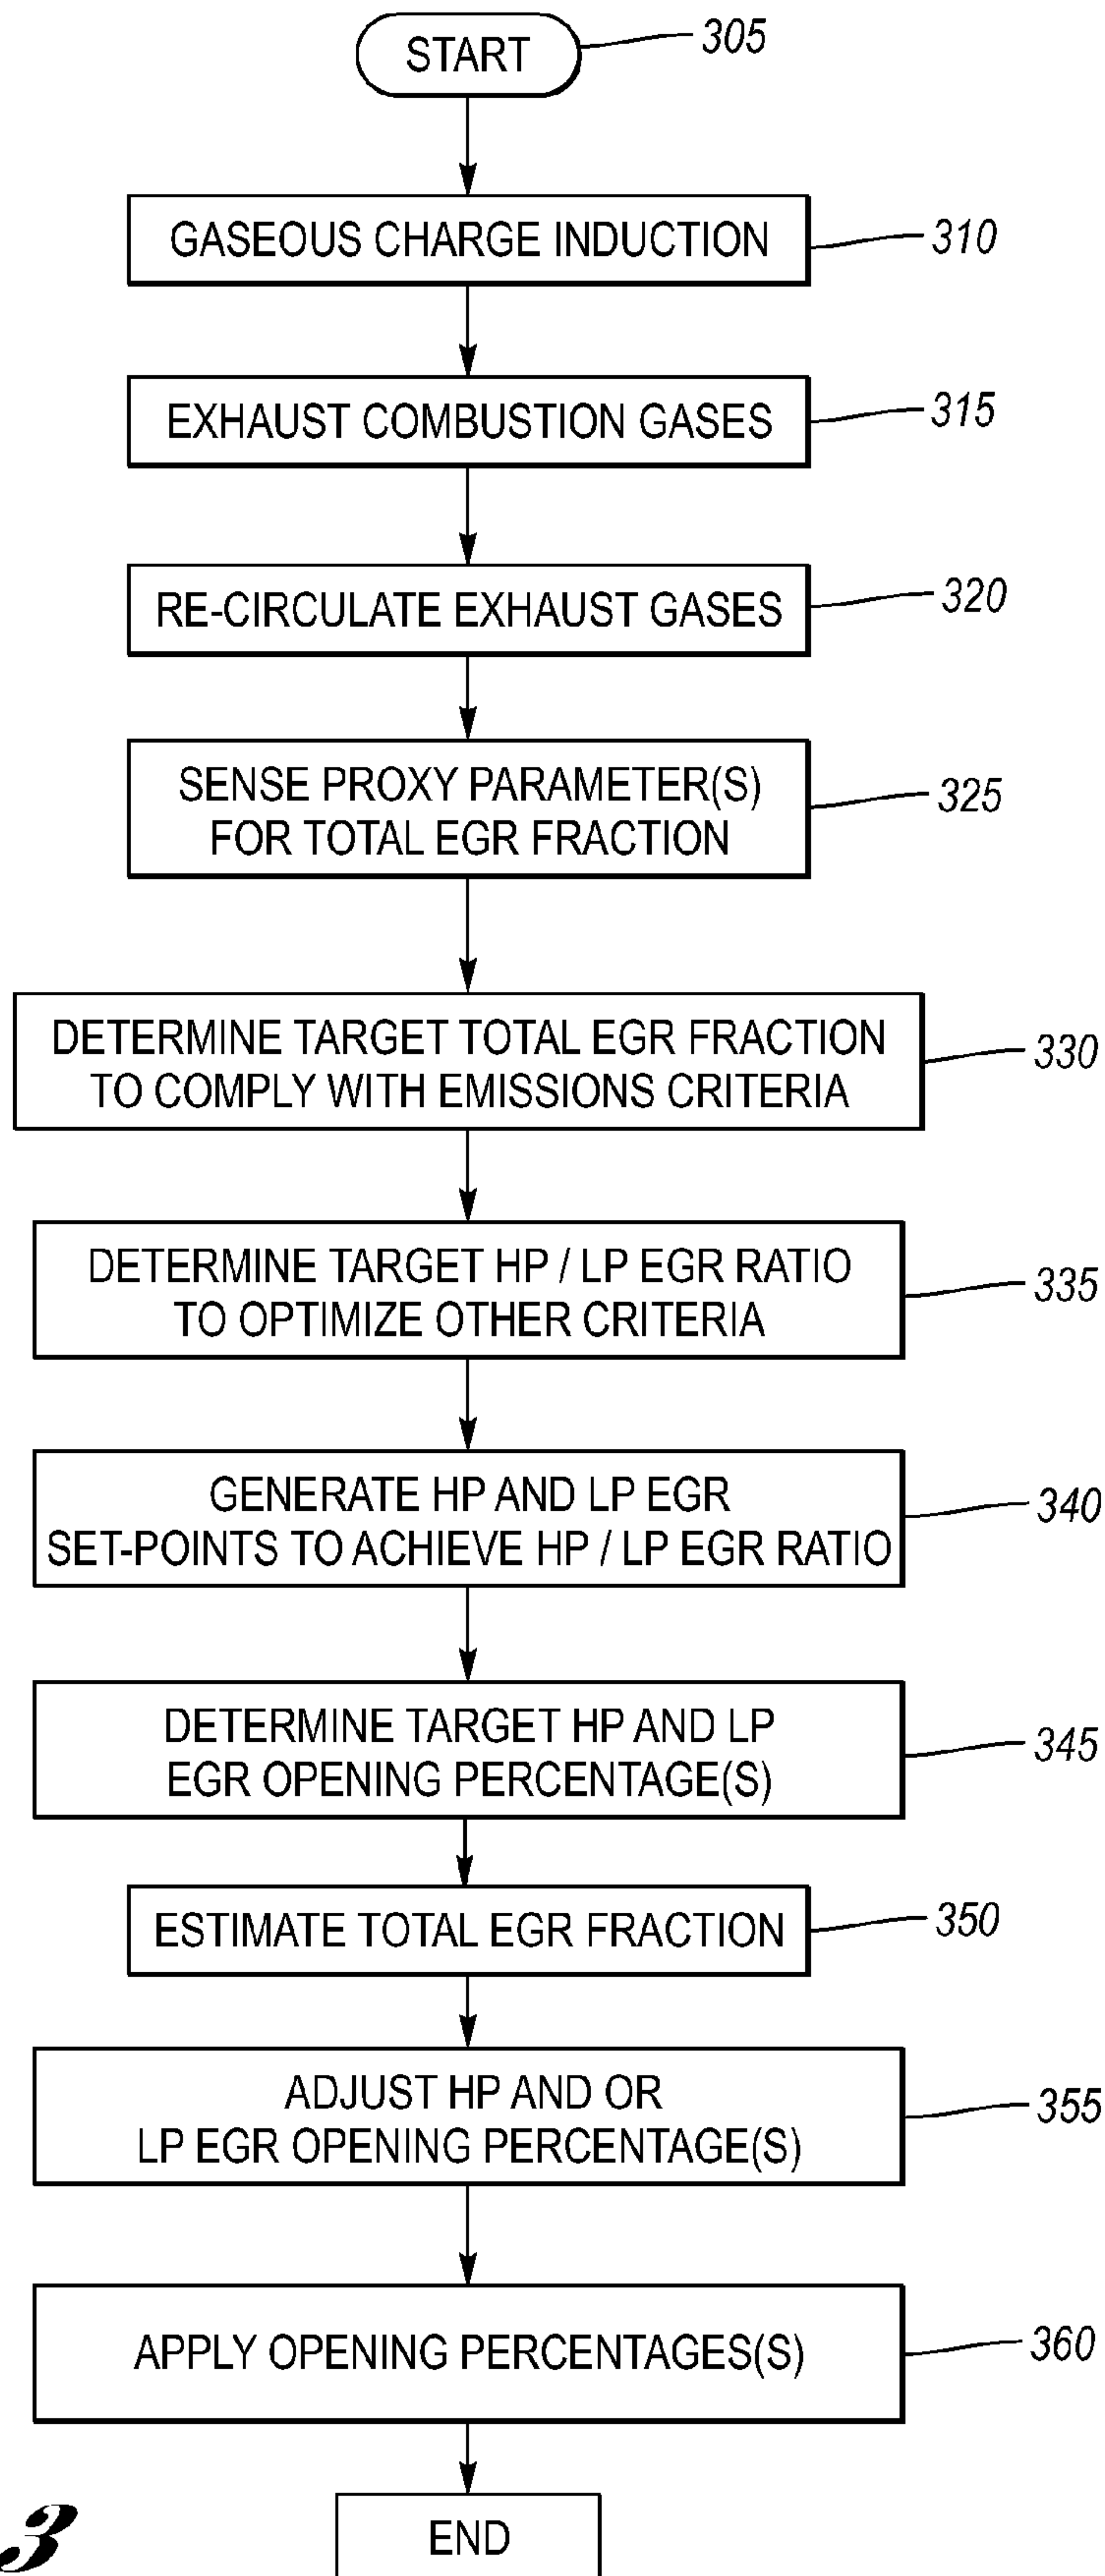 START
305
GASEOUS CHARGE INDUCTION
310
EXHAUST COMBUSTION GASES
315
RE-CIRCULATE EXHAUST GASES
320
SENSE PROXY PARAMETER(S)
FOR TOTAL EGR FRACTION
325
DETERMINE TARGET TOTAL EGR FRACTION
TO COMPLY WITH EMISSIONS CRITERIA
330
DETERMINE TARGET HP / LP EGR RATIO
TO OPTIMIZE OTHER CRITERIA
335
GENERATE HP AND LP EGR
SET-POINTS TO ACHIEVE HP / LP EGR RATIO
340
DETERMINE TARGET HP AND LP
EGR OPENING PERCENTAGE(S)
345
ESTIMATE TOTAL EGR FRACTION
350
ADJUST HP AND OR
LP EGR OPENING PERCENTAGE(S)
355
APPLY OPENING PERCENTAGES(S)
360
END
3